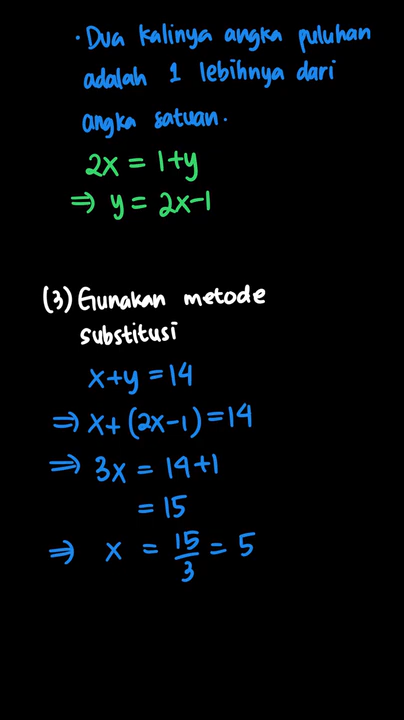 · Dua kalinya angka puluhan
adalah 1 lebihnya dari
angka satuan.
2x = 1+y
⇒ y = 2x-1
(3) Gunakan metode
substitusi
x+y = 14
⇒ x+(2x-1)=14
⇒ 3x = 14+1
= 15
⇒ x = 15/3 = 5